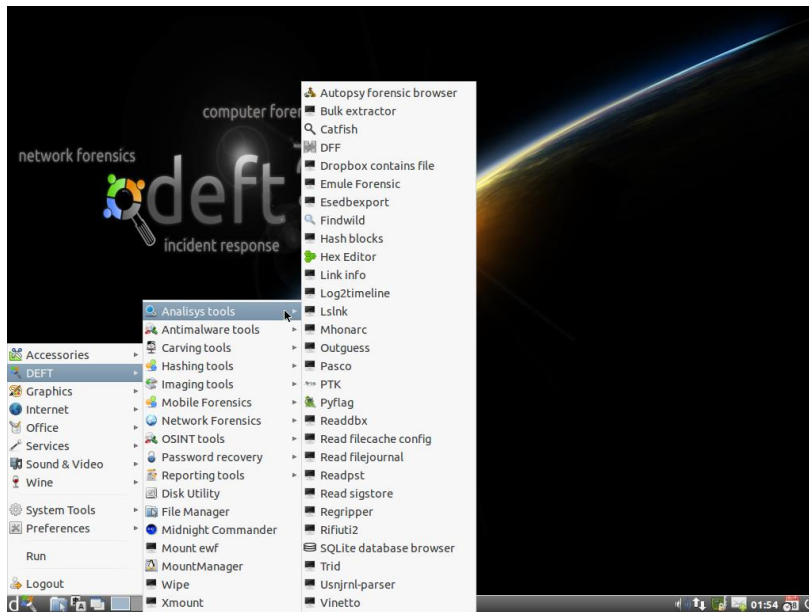 computer foren
network forensics
deft
incident response
Autopsy forensic browser
Bulk extractor
Catfish
DFF
Dropbox contains file
Emule Forensic
Esedbexport
Findwild
Hash blocks
Hex Editor
Link info
Log2timeline
Lslnk
Mhonarc
Outguess
Pasco
PTK
Pyflag
Readdbx
Read filecache config
Read filejournal
Readpst
Read sigstore
Regripper
Rifiuti2
SQLite database browser
Trid
Usnjrnl-parser
Vinetto
Analisys tools
Antimalware tools
Carving tools
Hashing tools
Imaging tools
Mobile Forensics
Network Forensics
OSINT tools
Password recovery
Reporting tools
Disk Utility
File Manager
Midnight Commander
Mount ewf
MountManager
Wipe
Xmount
Accessories
DEFT
Graphics
Internet
Office
Services
Sound & Video
Wine
System Tools
Preferences
Run
Logout
01:54